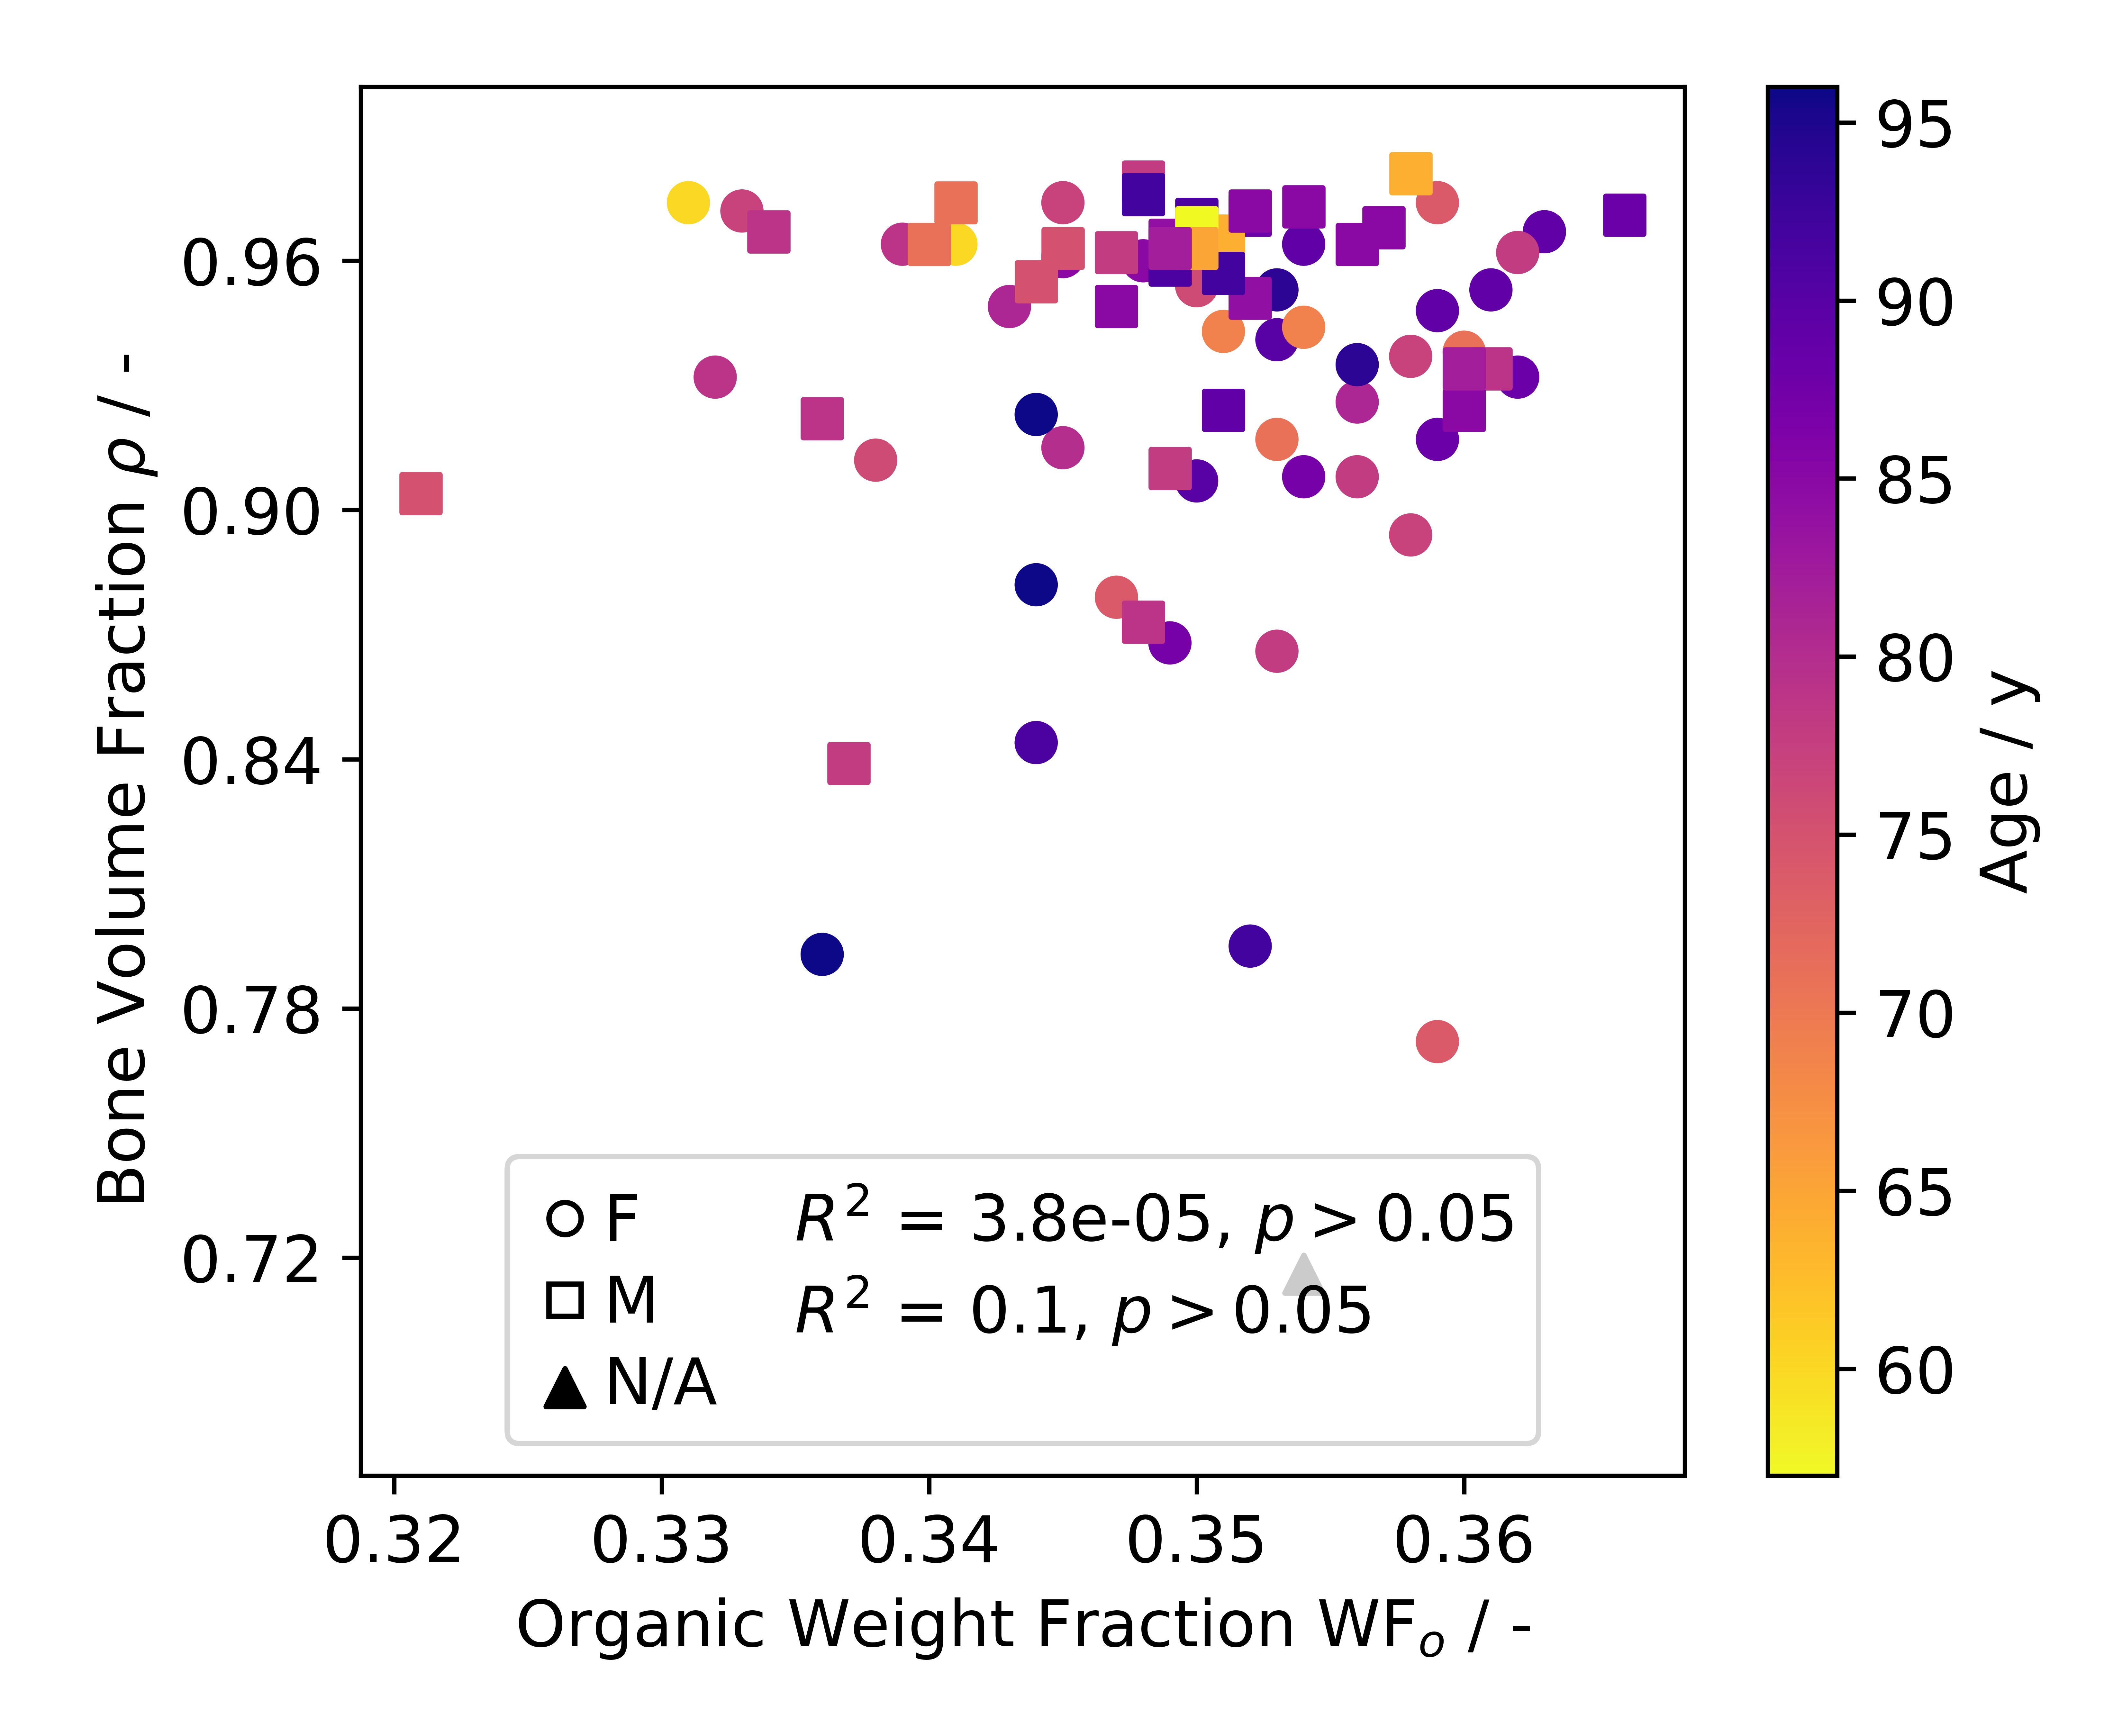 Bone Volume Fraction ρ / -
0.96
0.90
0.84
0.78
0.72
F R² = 3.8e-05, p > 0.05
M R² = 0.1, p > 0.05
N/A
0.32 0.33 0.34 0.35 0.36
Organic Weight Fraction WFₒ / -
95
90
85
80
75
70
65
60
Age / y